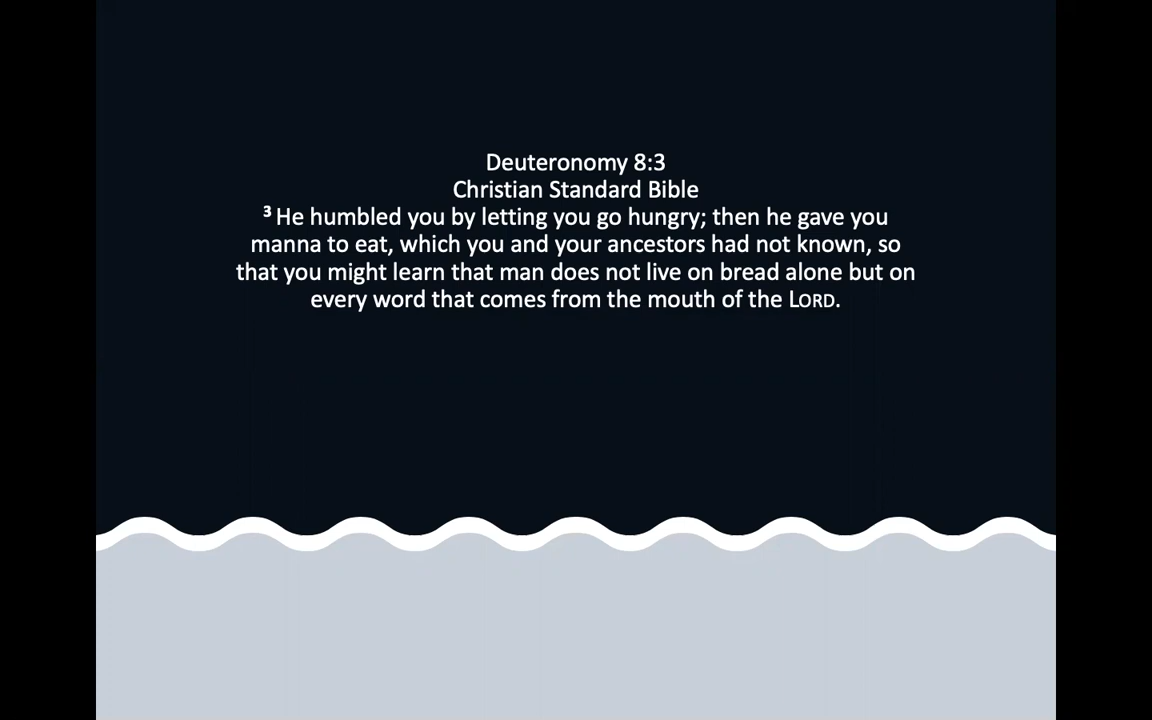 Deuteronomy 8:3
Christian Standard Bible
³ He humbled you by letting you go hungry; then he gave you
manna to eat, which you and your ancestors had not known, so
that you might learn that man does not live on bread alone but on
every word that comes from the mouth of the LORD.